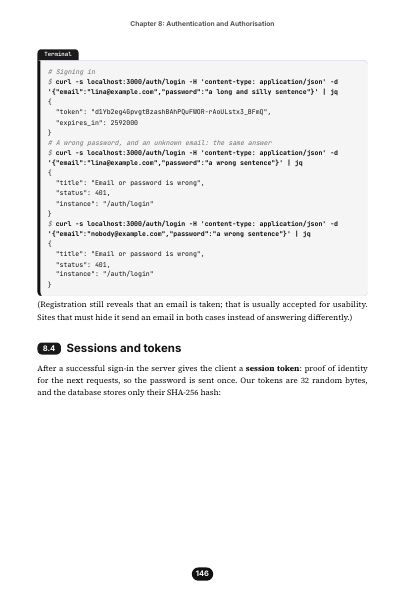 Chapter 8: Authentication and Authorisation
Terminal
# Signing in
$ curl -s localhost:3000/auth/login -H 'content-type: application/json' -d
'{"email":"lina@example.com","password":"a long and silly sentence"}' | jq
{
  "token": "d1Yb2eg4GpvgtBzashBAhPQuFWOR-rAoULstx3_BFmQ",
  "expires_in": 2592000
}
# A wrong password, and an unknown email: the same answer
$ curl -s localhost:3000/auth/login -H 'content-type: application/json' -d
'{"email":"lina@example.com","password":"a wrong sentence"}' | jq
{
  "title": "Email or password is wrong",
  "status": 401,
  "instance": "/auth/login"
}
$ curl -s localhost:3000/auth/login -H 'content-type: application/json' -d
'{"email":"nobody@example.com","password":"a wrong sentence"}' | jq
{
  "title": "Email or password is wrong",
  "status": 401,
  "instance": "/auth/login"
}
(Registration still reveals that an email is taken; that is usually accepted for usability.
Sites that must hide it send an email in both cases instead of answering differently.)
8.4 Sessions and tokens
After a successful sign-in the server gives the client a session token: proof of identity
for the next requests, so the password is sent once. Our tokens are 32 random bytes,
and the database stores only their SHA-256 hash:
146